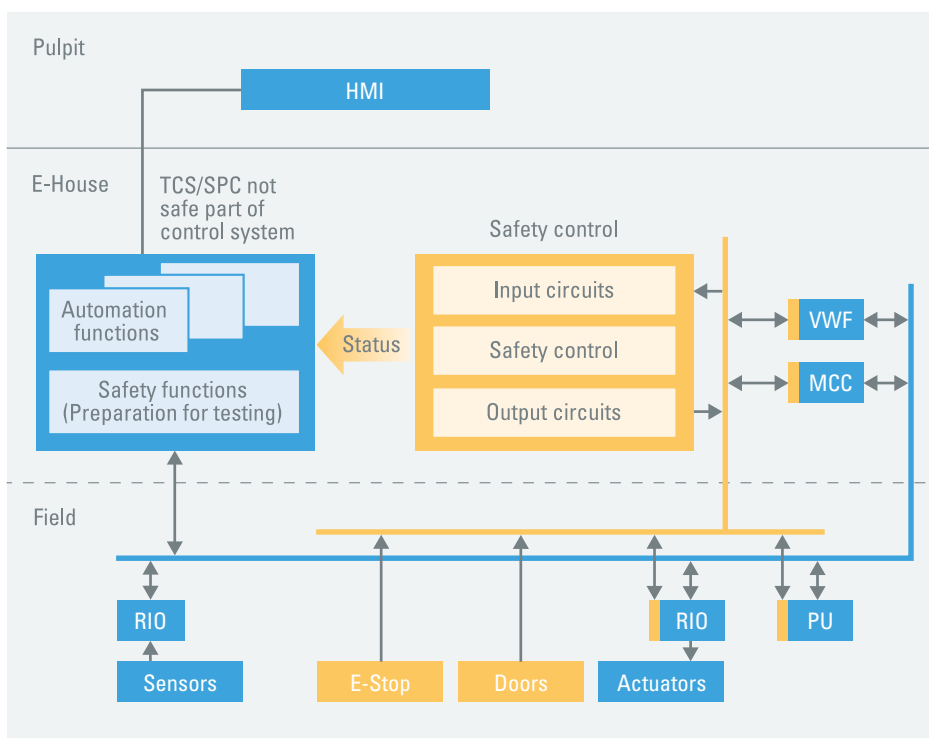 Pulpit
HMI
E-House
TCS/SPC not
safe part of
control system
Safety control
Automation
functions
Safety functions
(Preparation for testing)
Status
Input circuits
Safety control
Output circuits
VWF
MCC
Field
RIO
RIO
PU
Sensors
E-Stop
Doors
Actuators